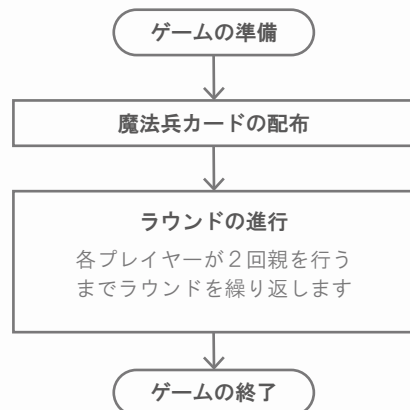 ゲームの準備
魔法兵カードの配布
ラウンドの進行
各プレイヤーが２回親を行う
までラウンドを繰り返します
ゲームの終了